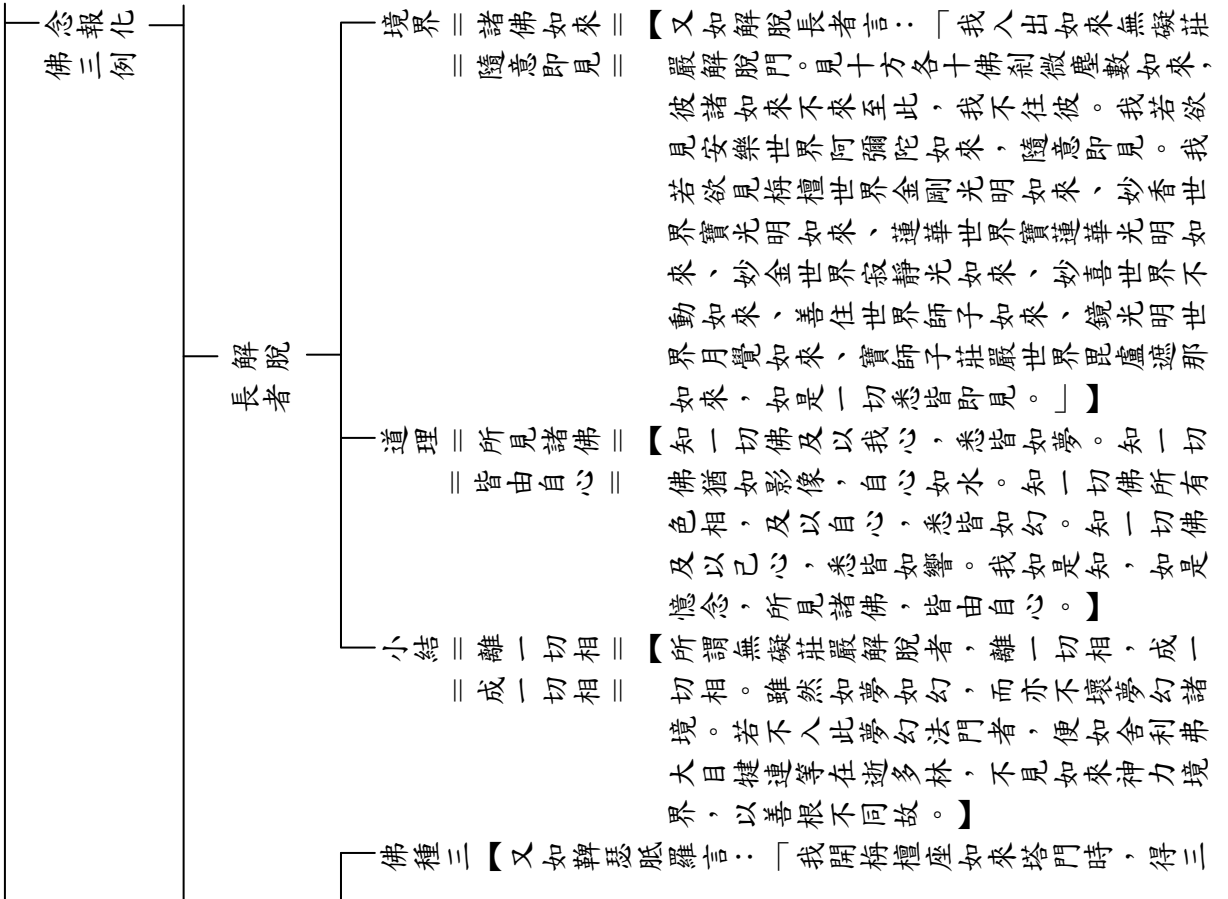 念報化
佛三例
解脫
長者
境界＝諸佛如來＝
＝隨意即見＝
【又如解脫長者言：「我入出如來無礙莊
嚴解脫門。見十方各十佛剎微塵數如來，
彼諸如來不來至此，我不往彼。我若欲
見安樂世界阿彌陀如來，隨意即見。我
若欲見栴檀世界金剛光明如來、妙香世
界寶光明如來、蓮華世界寶蓮華光明如
來、妙金世界寂靜光如來、妙喜世界不
動如來、善住世界師子如來、鏡光明世
界月覺如來、寶師子莊嚴世界毘盧遮那
如來，如是一切悉皆即見。」】
道理＝所見諸佛＝
＝皆由自心＝
【知一切佛及以我心，悉皆如夢。知一切
佛猶如影像，自心如水。知一切佛所有
色相，及以自心，悉皆如幻。知一切佛
及以己心，悉皆如響。我如是知，如是
憶念，所見諸佛，皆由自心。】
小結＝離一切相＝
＝成一切相＝
【所謂無礙莊嚴解脫者，離一切相，成一
切相。雖然如夢如幻，而亦不壞夢幻諸
境。若不入此夢幻法門者，便如舍利弗
大目犍連等在逝多林，不見如來神力境
界，以善根不同故。】
佛種三【又如鞞瑟胝羅言：「我開栴檀座如來塔門時，得三